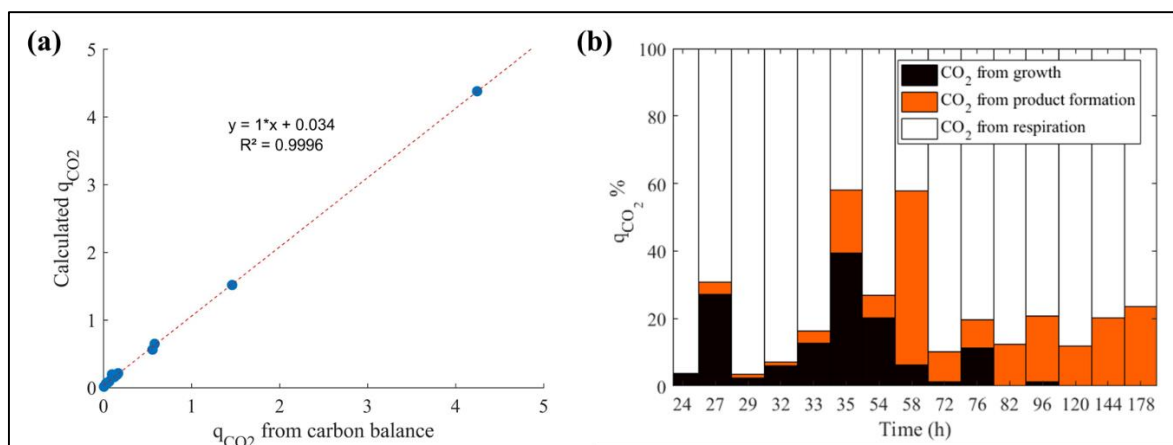 (a)
5
4
3
2
1
0
0 1 2 3 4 5
Calculated qCO2
qCO2 from carbon balance
y = 1*x + 0.034
R² = 0.9996
(b)
100
80
60
40
20
0
qCO2%
CO2 from growth
CO2 from product formation
CO2 from respiration
24 27 29 32 33 35 54 58 72 76 82 96 120 144 178
Time (h)